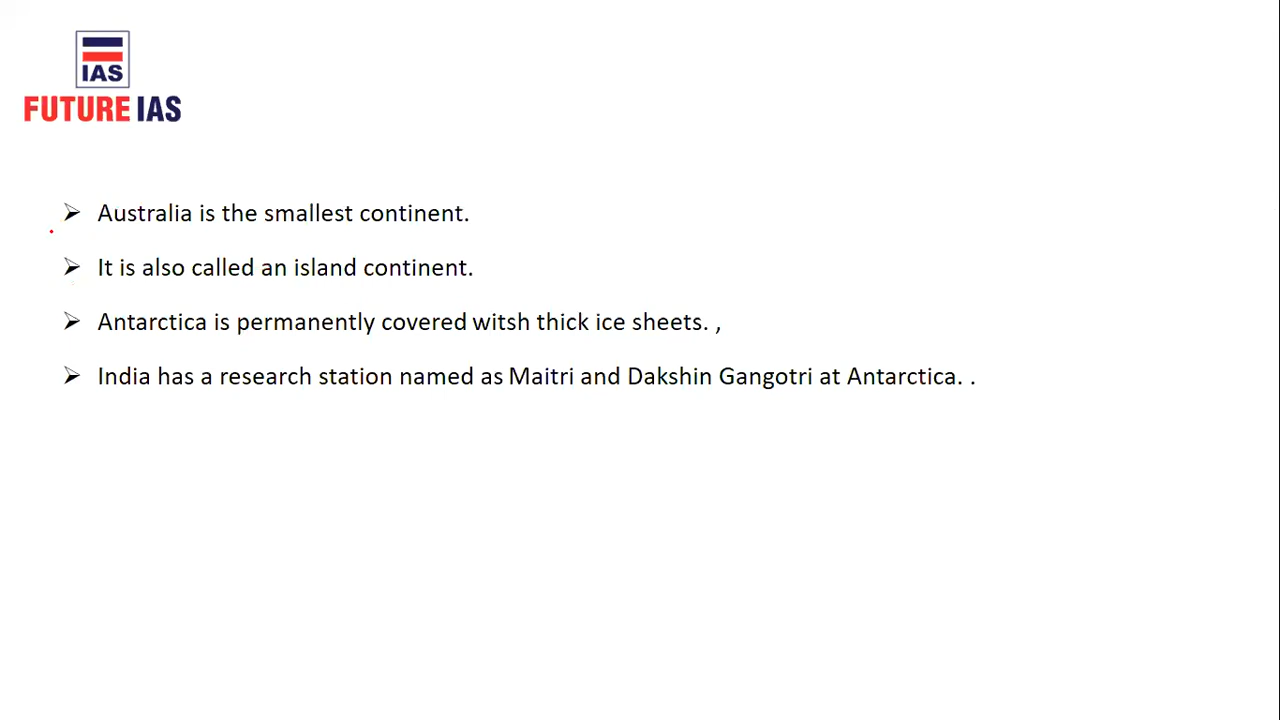 IAS
FUTURE IAS
➢ Australia is the smallest continent.
➢ It is also called an island continent.
➢ Antarctica is permanently covered witsh thick ice sheets. ,
➢ India has a research station named as Maitri and Dakshin Gangotri at Antarctica. .